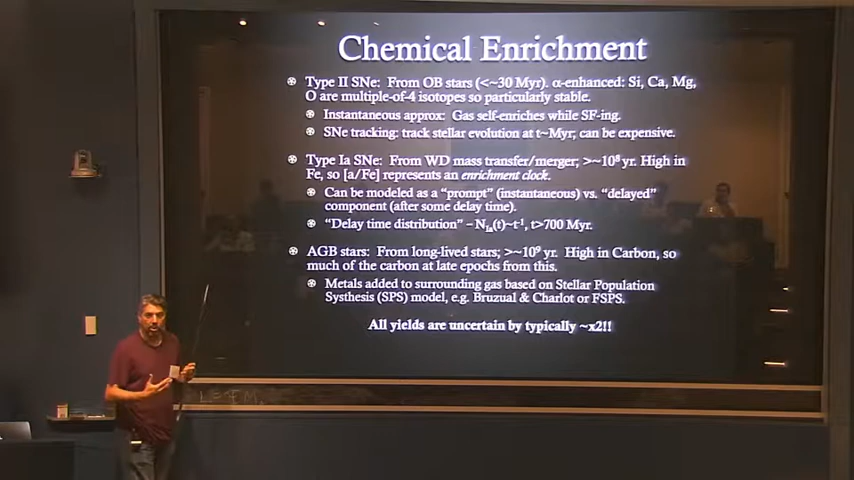 Chemical Enrichment
Type II SNe: From OB stars (<~30 Myr). α-enhanced: Si, Ca, Mg,
O are multiple-of-4 isotopes so particularly stable.
Instantaneous approx: Gas self-enriches while SF-ing.
SNe tracking: track stellar evolution at t~Myr; can be expensive.
Type Ia SNe: From WD mass transfer/merger; >~10⁸ yr. High in
Fe, so [a/Fe] represents an enrichment clock.
Can be modeled as a "prompt" (instantaneous) vs. "delayed"
component (after some delay time).
"Delay time distribution" – N_Ia(t)~t⁻¹, t>700 Myr.
AGB stars: From long-lived stars; >~10⁹ yr. High in Carbon, so
much of the carbon at late epochs from this.
Metals added to surrounding gas based on Stellar Population
Systhesis (SPS) model, e.g. Bruzual & Charlot or FSPS.
All yields are uncertain by typically ~x2!!